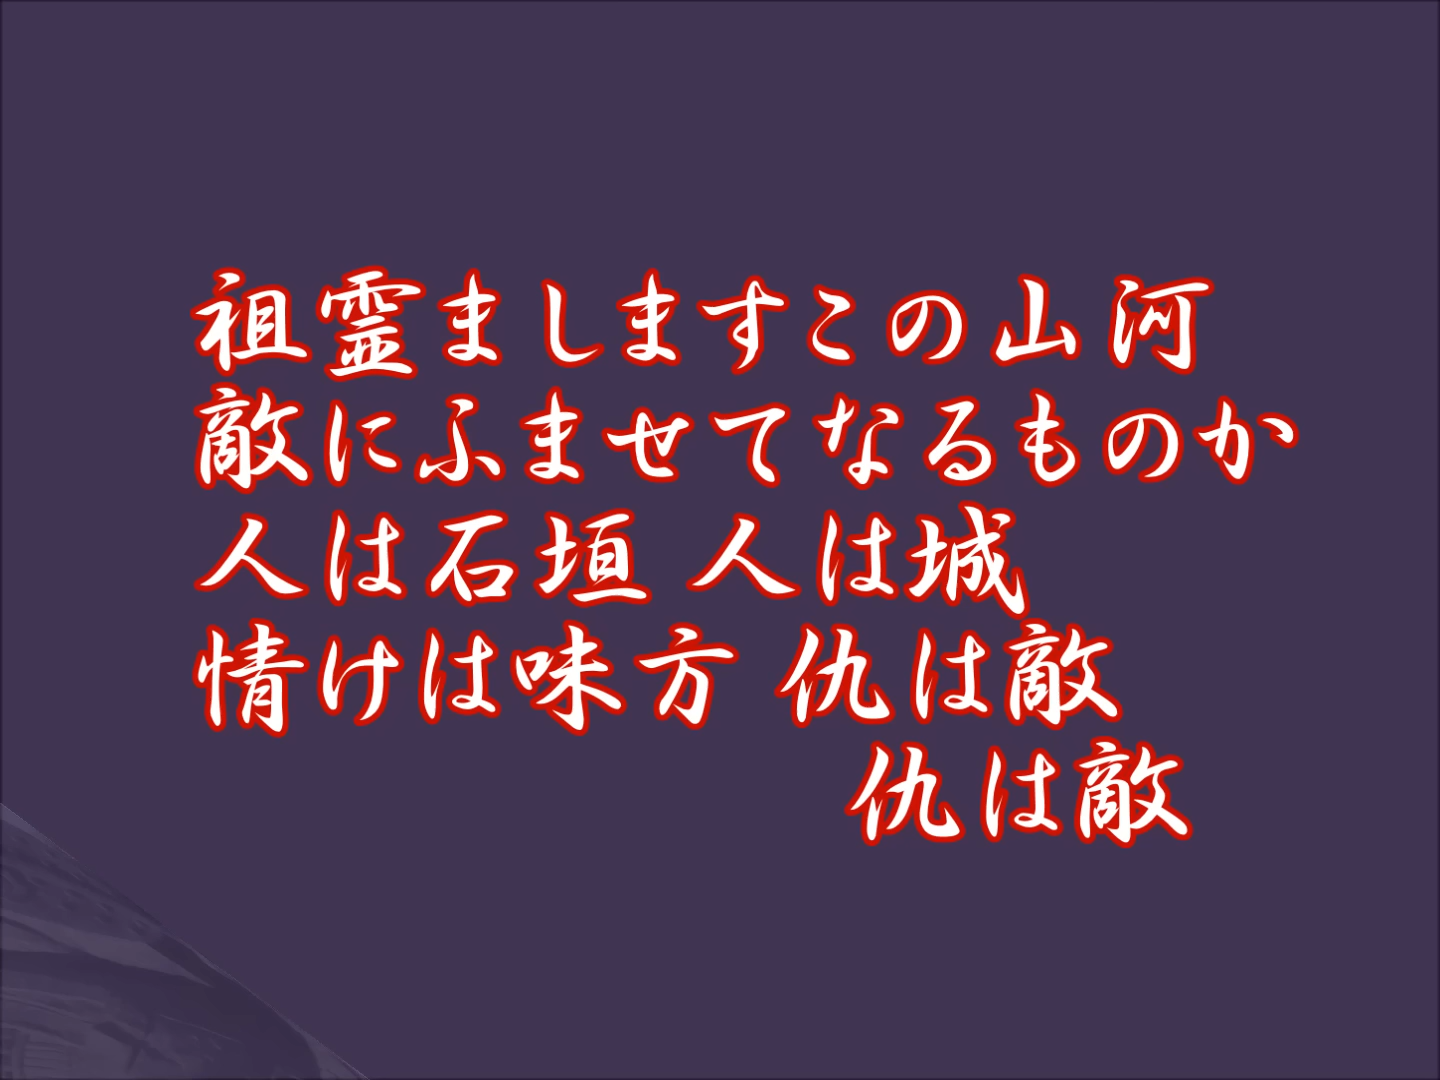 祖霊ましますこの山河
敵にふませてなるものか
人は石垣 人は城
情けは味方 仇は敵
仇は敵